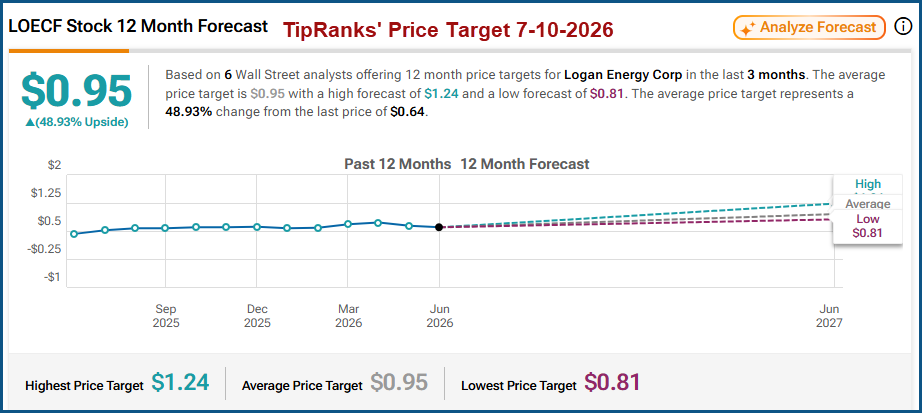 LOECF Stock 12 Month Forecast
TipRanks' Price Target 7-10-2026
Analyze Forecast
$0.95
▲(48.93% Upside)
Based on 6 Wall Street analysts offering 12 month price targets for Logan Energy Corp in the last 3 months. The average
price target is $0.95 with a high forecast of $1.24 and a low forecast of $0.81. The average price target represents a
48.93% change from the last price of $0.64.
Past 12 Months 12 Month Forecast
$2
$1.25
$0.5
-$0.25
-$1
High
Average
Low
$0.81
Sep
2025
Dec
2025
Mar
2026
Jun
2026
Jun
2027
Highest Price Target $1.24
Average Price Target $0.95
Lowest Price Target $0.81